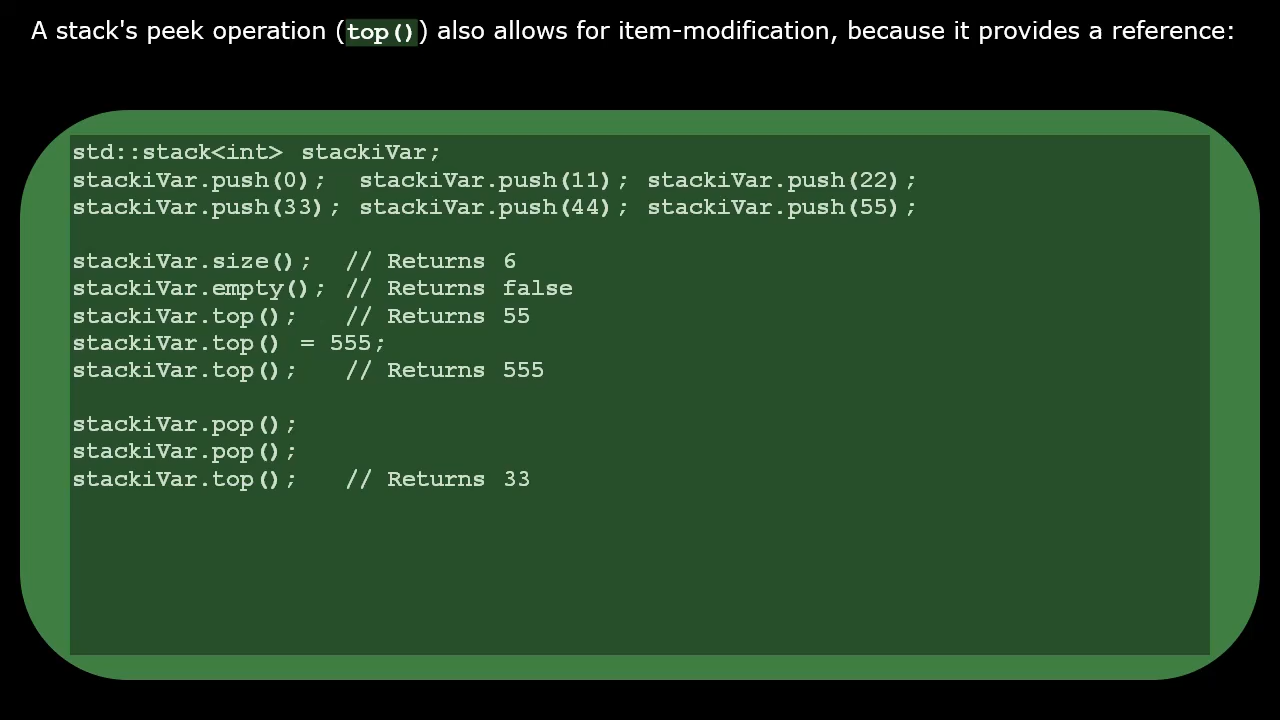 A stack's peek operation (top()) also allows for item-modification, because it provides a reference:
std::stack<int> stackiVar;
stackiVar.push(0);  stackiVar.push(11); stackiVar.push(22);
stackiVar.push(33); stackiVar.push(44); stackiVar.push(55);
stackiVar.size();  // Returns 6
stackiVar.empty(); // Returns false
stackiVar.top();   // Returns 55
stackiVar.top() = 555;
stackiVar.top();   // Returns 555
stackiVar.pop();
stackiVar.pop();
stackiVar.top();   // Returns 33